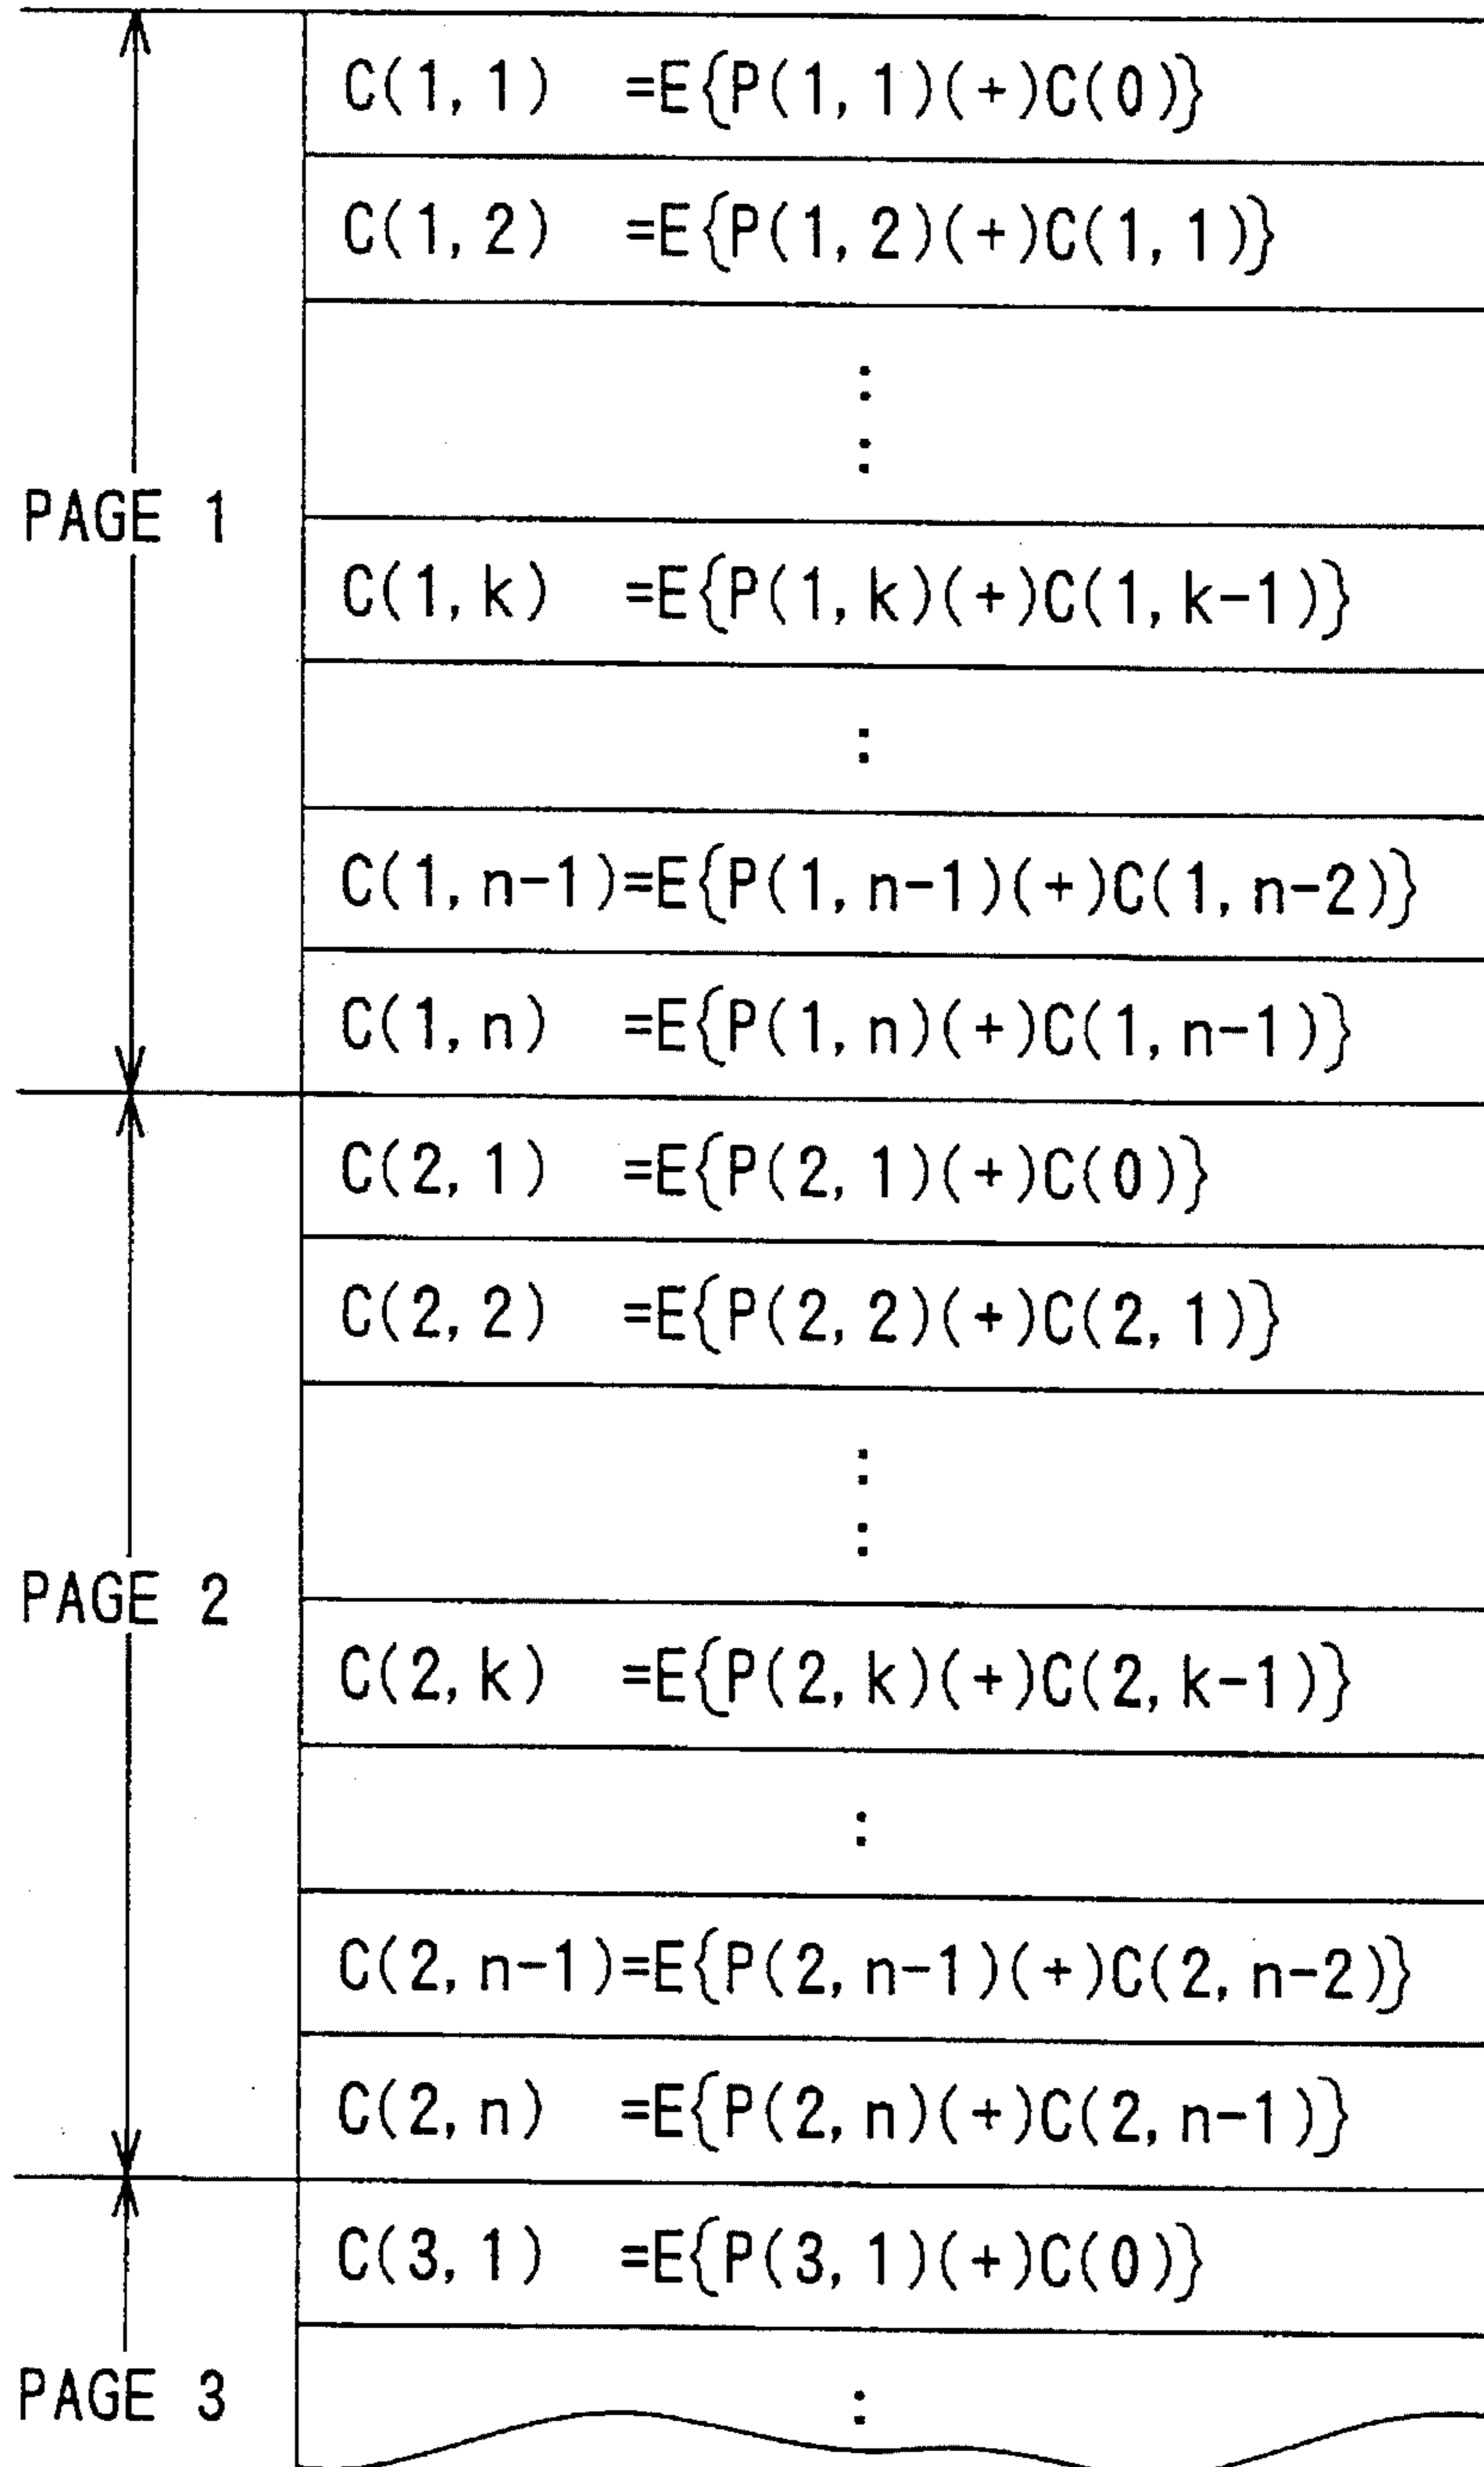 C(1, 1) =E{P(1, 1)(+)C(0)}
C(1, 2) =E{P(1, 2)(+)C(1, 1)}
:
:
PAGE 1
C(1, k) =E{P(1, k)(+)C(1, k-1)}
:
C(1, n-1)=E{P(1, n-1)(+)C(1, n-2)}
C(1, n) =E{P(1, n)(+)C(1, n-1)}
C(2, 1) =E{P(2, 1)(+)C(0)}
C(2, 2) =E{P(2, 2)(+)C(2, 1)}
:
:
PAGE 2
C(2, k) =E{P(2, k)(+)C(2, k-1)}
:
C(2, n-1)=E{P(2, n-1)(+)C(2, n-2)}
C(2, n) =E{P(2, n)(+)C(2, n-1)}
C(3, 1) =E{P(3, 1)(+)C(0)}
PAGE 3
: